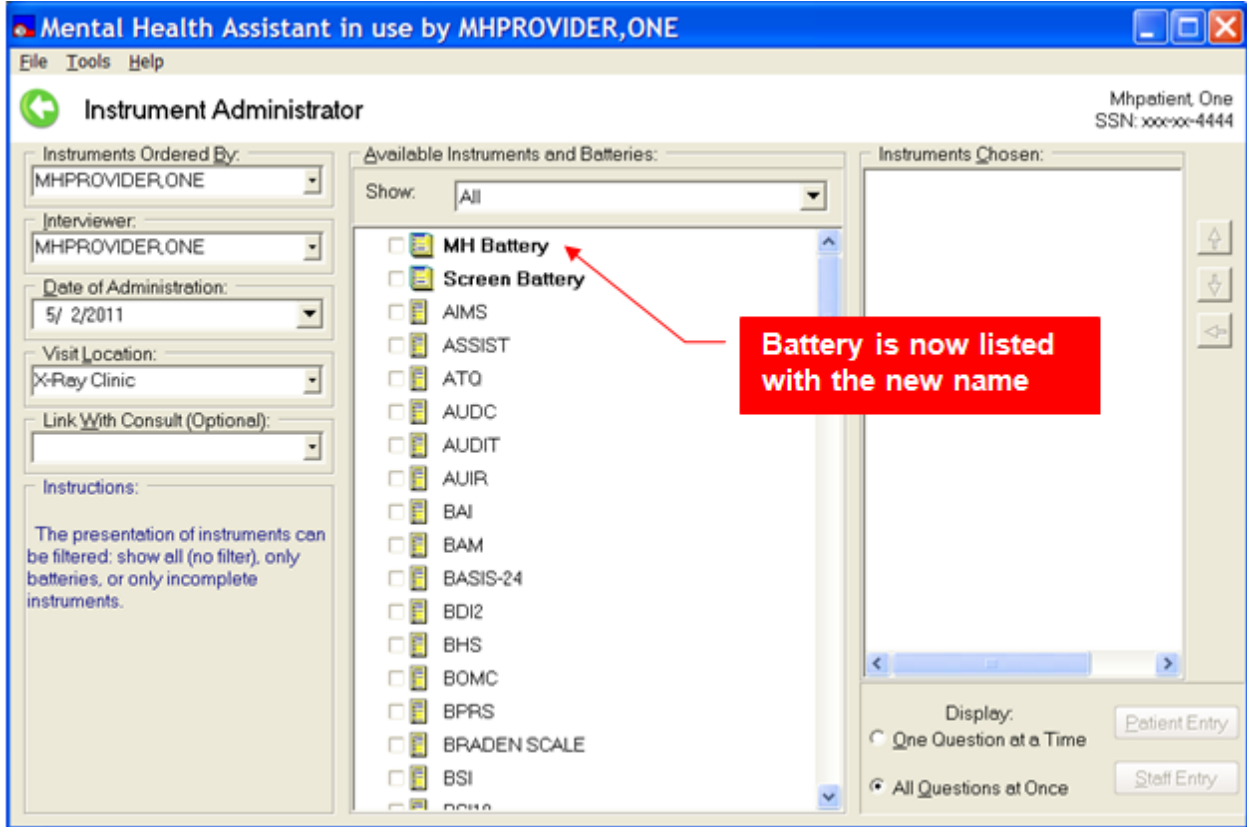 Mental Health Assistant in use by MHPROVIDER,ONE
File Tools Help
Instrument Administrator
Mhpatient, One
SSN: xxx-xx-4444
Instruments Ordered By:
MHPROVIDER,ONE
Interviewer:
MHPROVIDER,ONE
Date of Administration:
5/ 2/2011
Visit Location:
X-Ray Clinic
Link With Consult (Optional):
Instructions:
The presentation of instruments can
be filtered: show all (no filter), only
batteries, or only incomplete
instruments.
Available Instruments and Batteries:
Show: All
MH Battery
Screen Battery
AIMS
ASSIST
ATQ
AUDC
AUDIT
AUIR
BAI
BAM
BASIS-24
BDI2
BHS
BOMC
BPRS
BRADEN SCALE
BSI
BSI18
Battery is now listed
with the new name
Instruments Chosen:
Display:
One Question at a Time
All Questions at Once
Patient Entry
Staff Entry